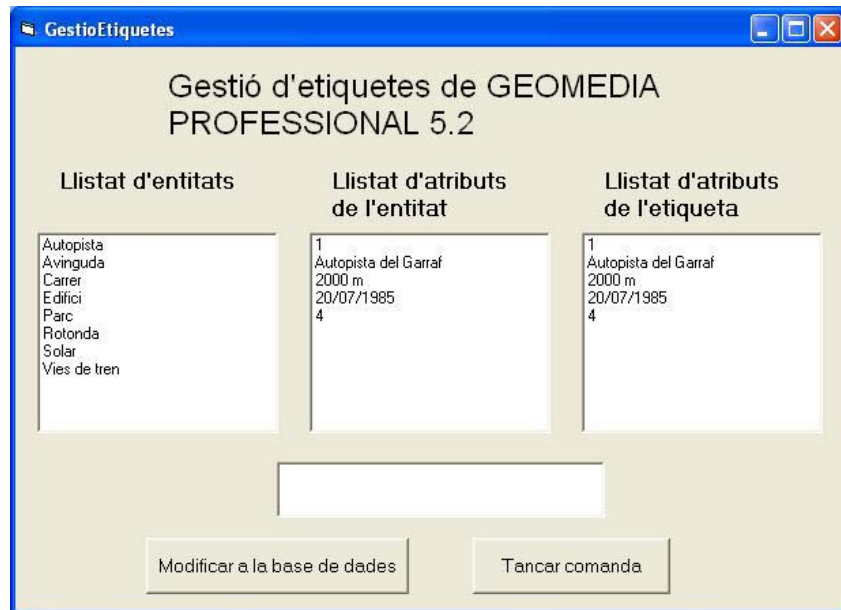 GestioEtiquetes
Gestió d'etiquetes de GEOMEDIA
PROFESSIONAL 5.2
Llistat d'entitats
Llistat d'atributs
de l'entitat
Llistat d'atributs
de l'etiqueta
Autopista
Avinguda
Carrer
Edifici
Parc
Rotonda
Solar
Vies de tren
1
Autopista del Garraf
2000 m
20/07/1985
4
1
Autopista del Garraf
2000 m
20/07/1985
4
Modificar a la base de dades
Tancar comanda